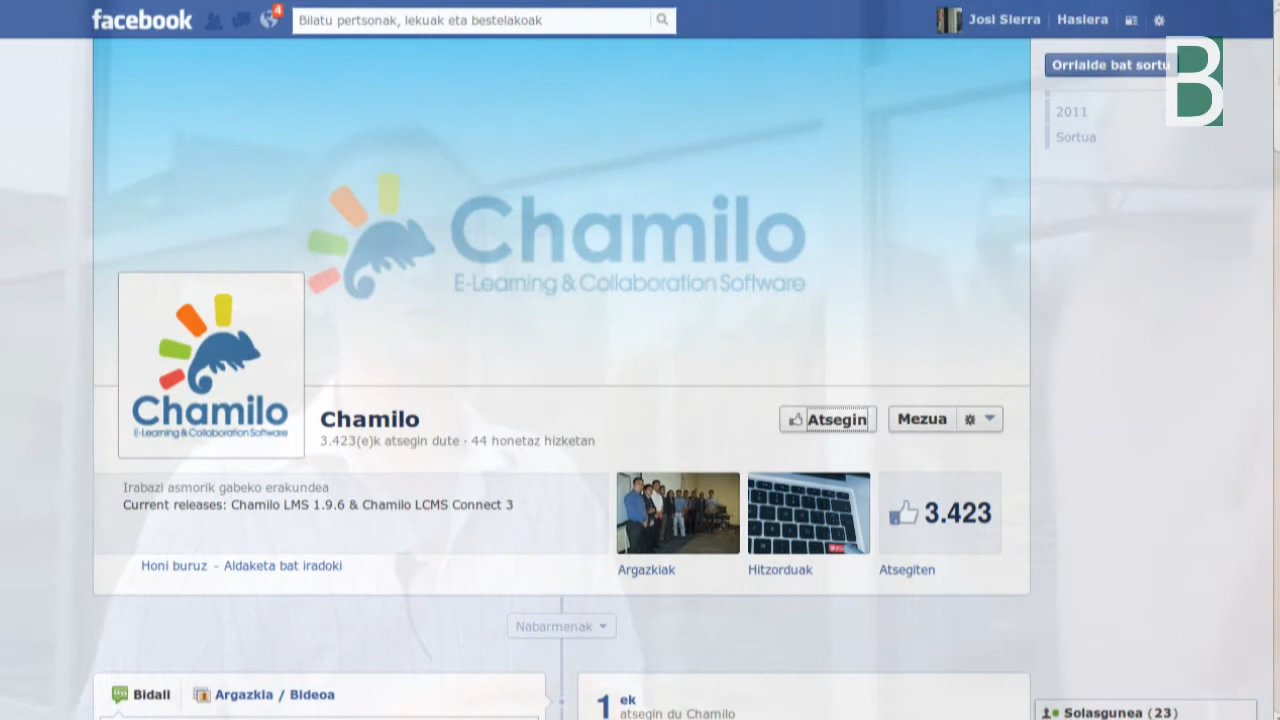 facebook
4
Bilatu pertsonak, lekuak eta bestelakoak
Josi Sierra
Hasiera
B
Orrialde bat sortu
2011
Sortua
Chamilo
E-Learning & Collaboration Software
Chamilo
E-Learning & Collaboration Software
Chamilo
3.423(e)k atsegin dute · 44 honetaz hizketan
Atsegin
Mezua
Irabazi asmorik gabeko erakundea
Current releases: Chamilo LMS 1.9.6 & Chamilo LCMS Connect 3
Honi buruz - Aldaketa bat iradoki
3.423
Argazkiak
Hitzorduak
Atsegiten
Nabarmenak
Bidali
Argazkia / Bideoa
1 ek
atsegin du Chamilo
Solasgunea (23)